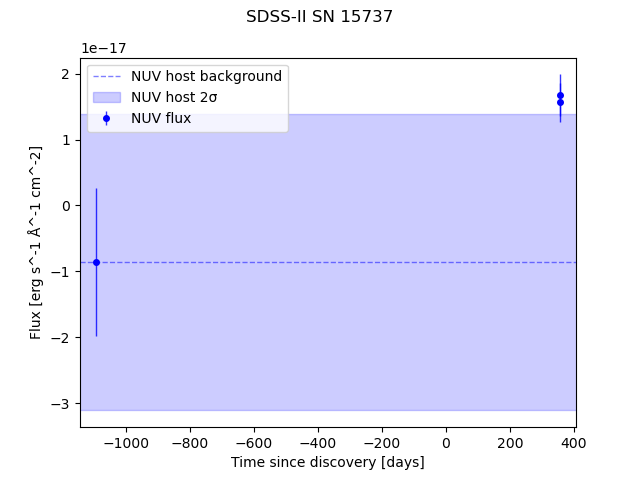 SDSS-II SN 15737
1e−17
NUV host background
NUV host 2σ
NUV flux
2
1
0
−1
−2
−3
Flux [erg s^-1 Å^-1 cm^-2]
−1000 −800 −600 −400 −200 0 200 400
Time since discovery [days]